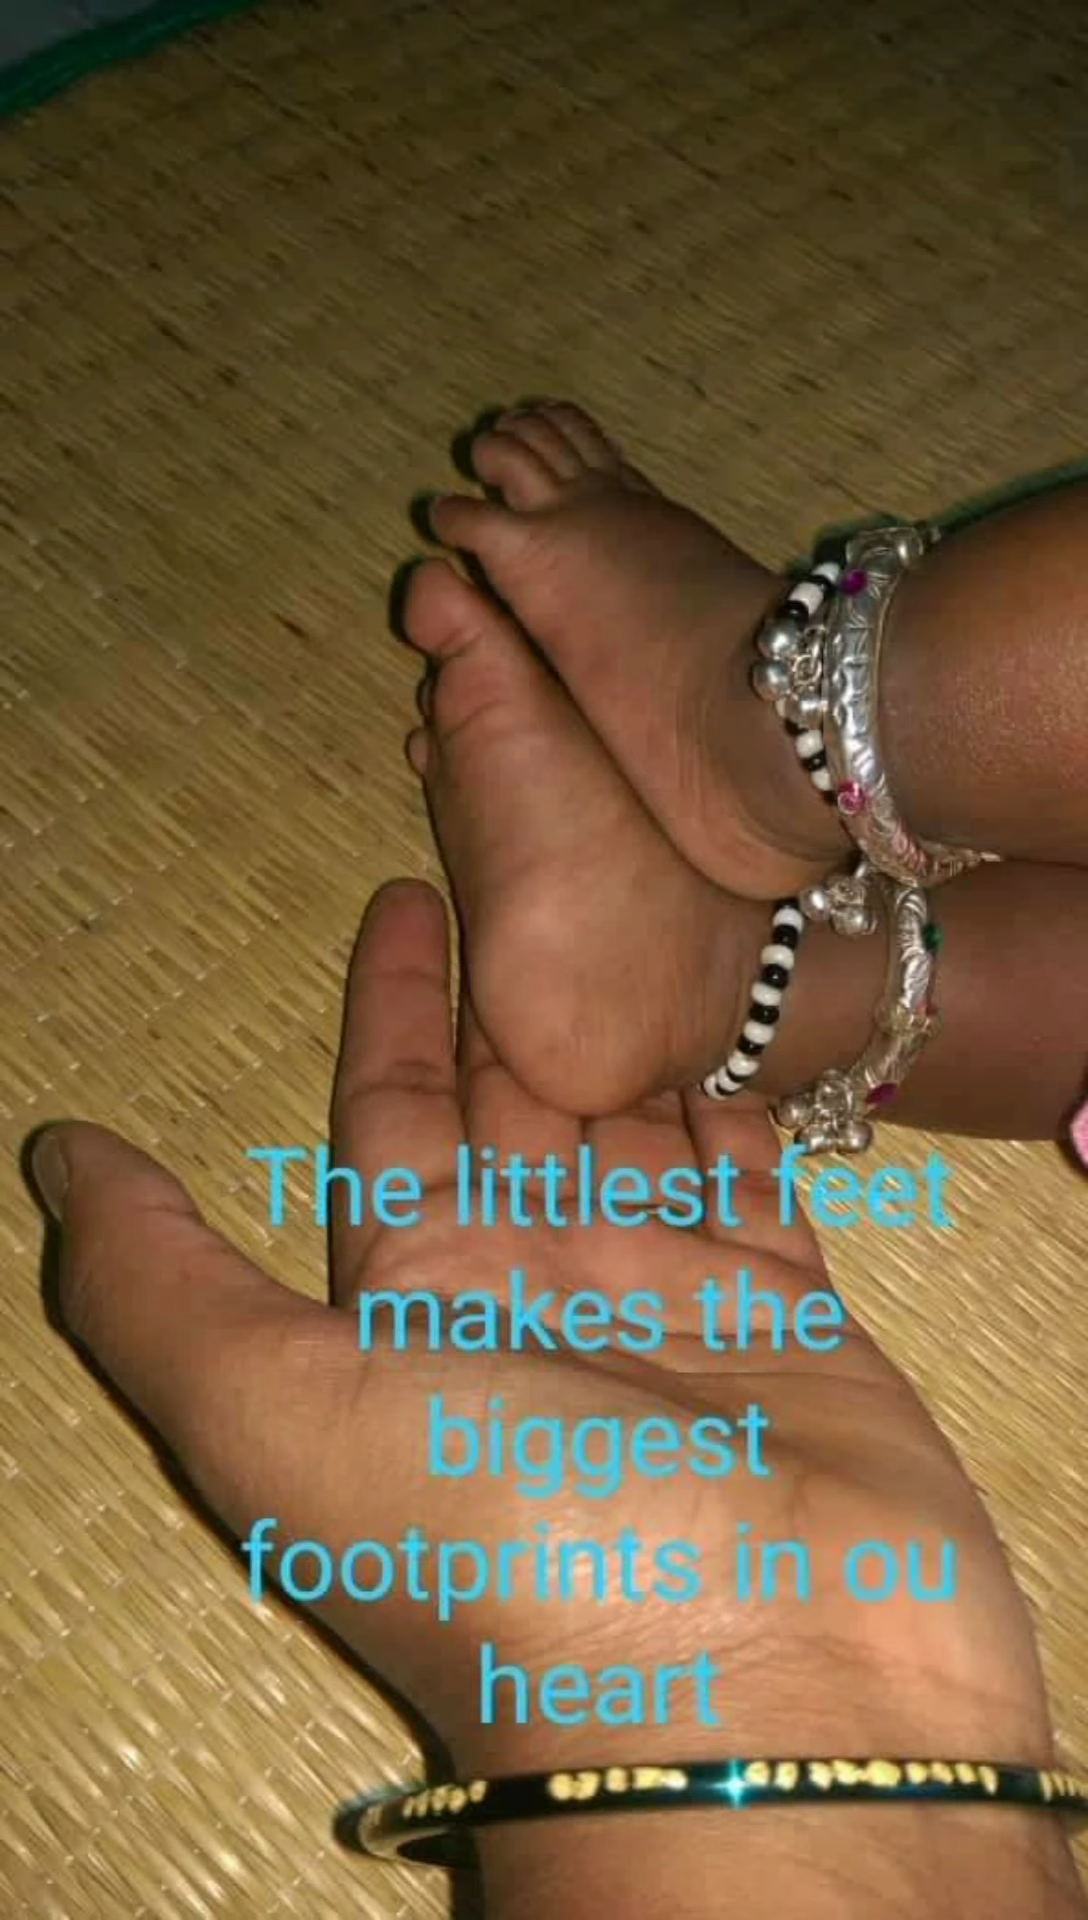 The littlest feet
makes the
biggest
footprints in ou
heart